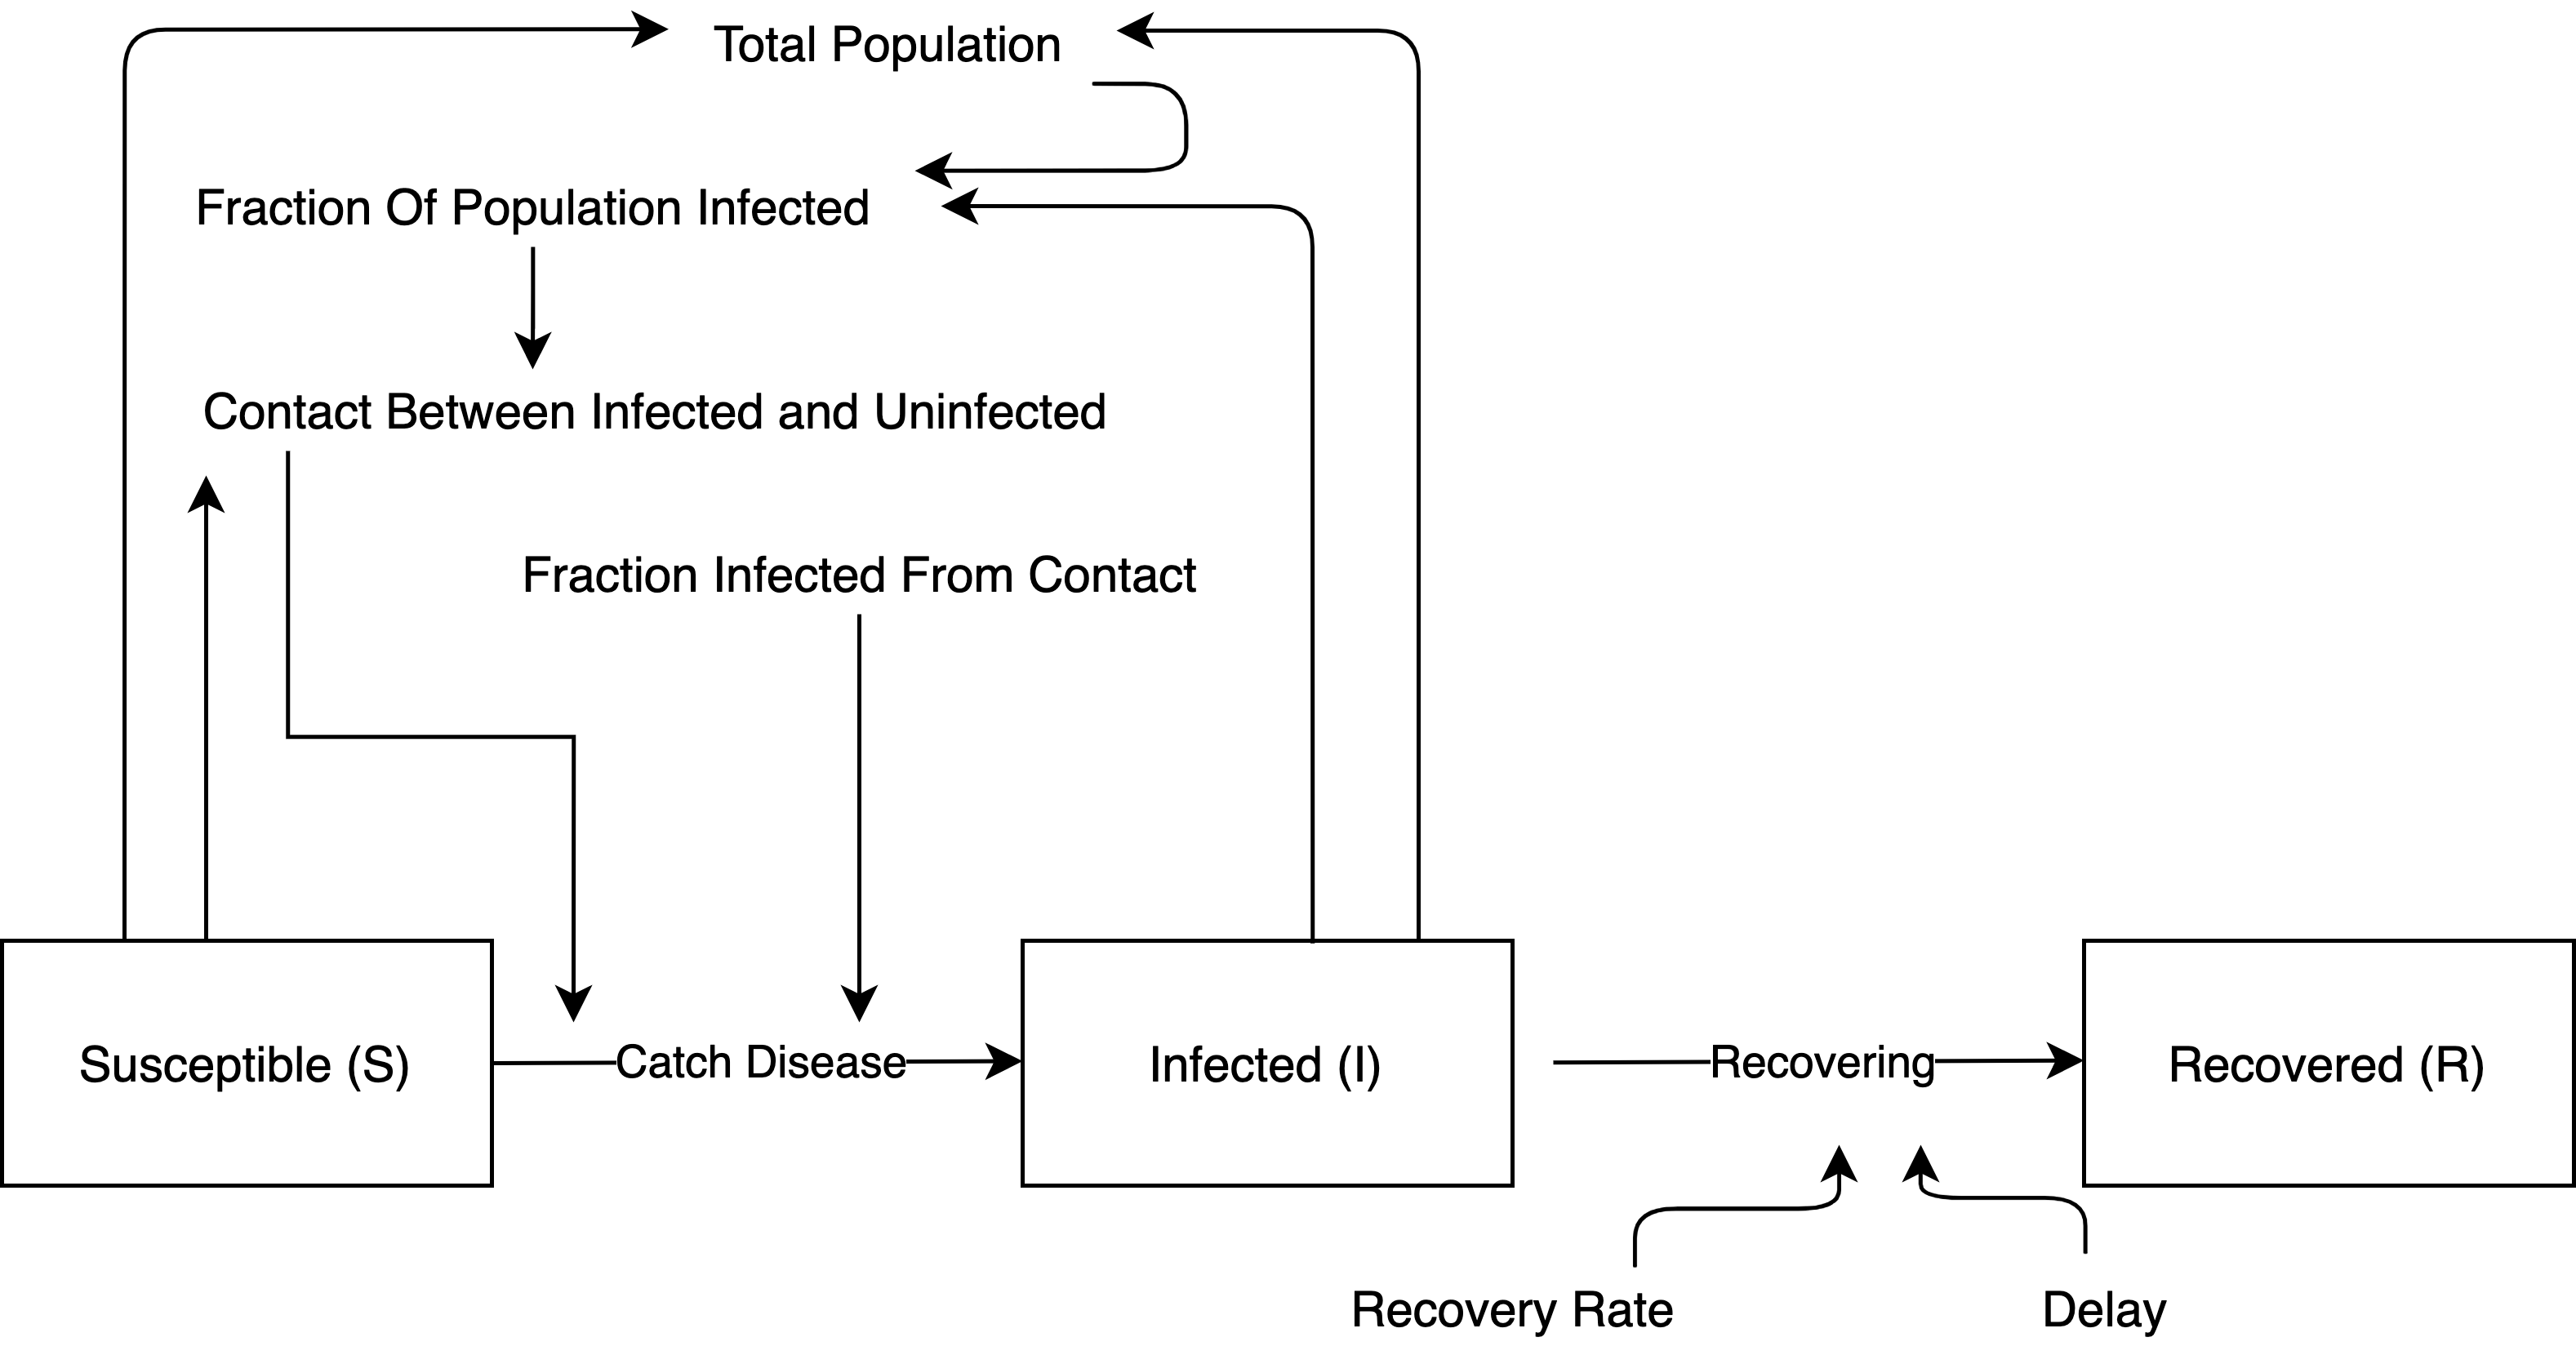 Total Population
Fraction Of Population Infected
Contact Between Infected and Uninfected
Fraction Infected From Contact
Susceptible (S)
Catch Disease
Infected (I)
Recovering
Recovered (R)
Recovery Rate
Delay